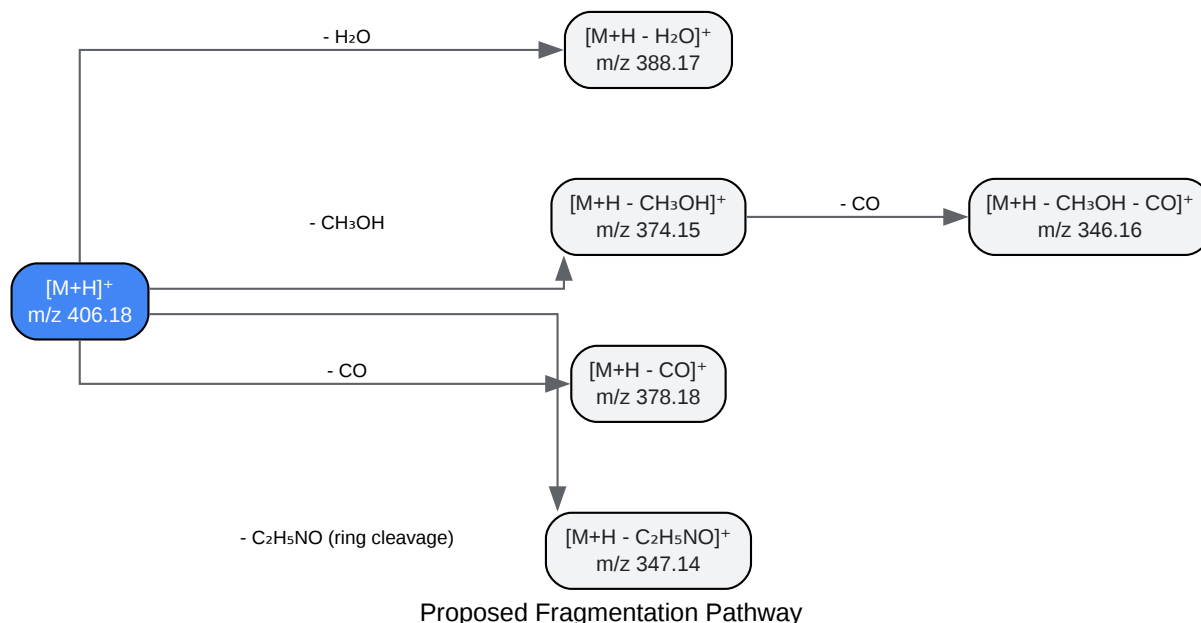 - H₂O
[M+H - H₂O]⁺
m/z 388.17
- CH₃OH
[M+H - CH₃OH]⁺
m/z 374.15
- CO
[M+H - CH₃OH - CO]⁺
m/z 346.16
[M+H]⁺
m/z 406.18
- CO
[M+H - CO]⁺
m/z 378.18
- C₂H₅NO (ring cleavage)
[M+H - C₂H₅NO]⁺
m/z 347.14
Proposed Fragmentation Pathway